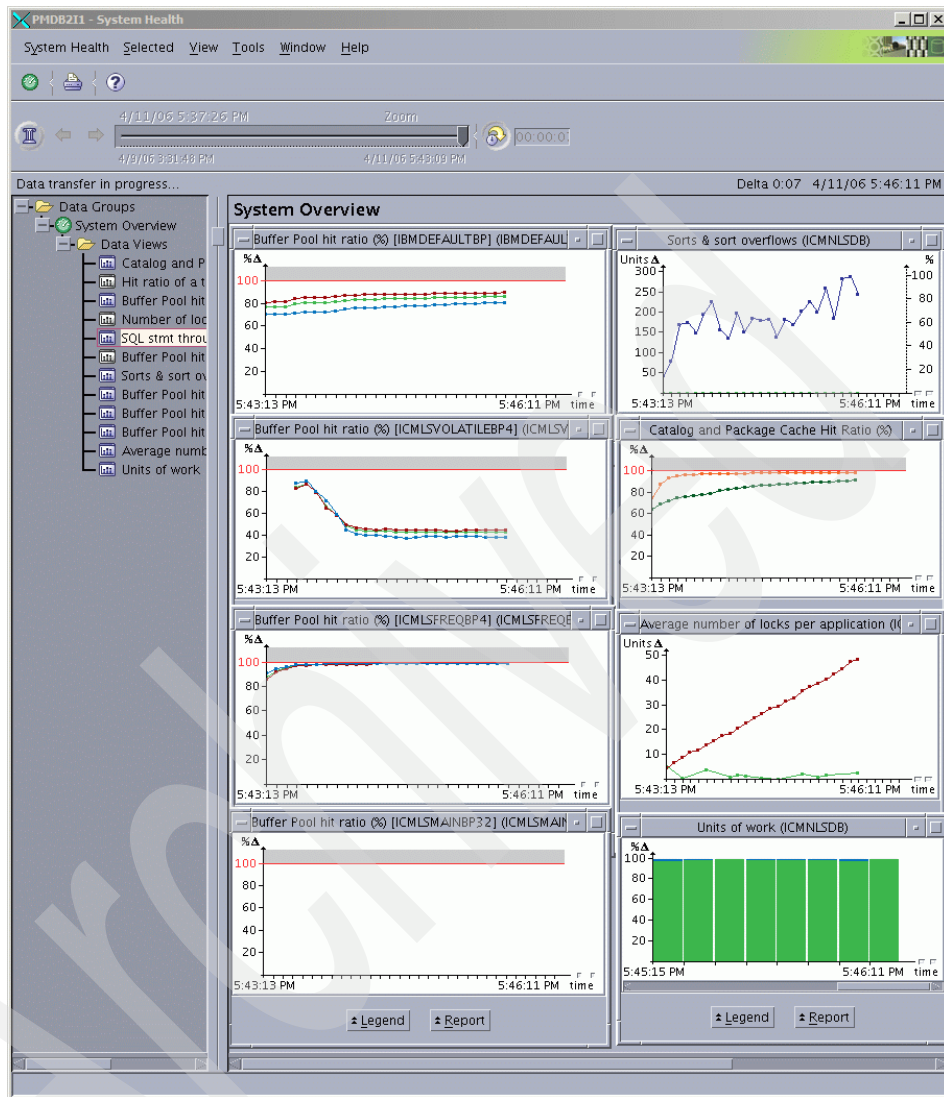 PMDB2I1 - System Health
System Health Selected View Tools Window Help
4/11/06 5:37:26 PM Zoom
4/9/06 3:31:48 PM 4/11/06 5:43:09 PM
00:00:0
Data transfer in progress...
Delta 0:07 4/11/06 5:46:11 PM
Data Groups
System Overview
Data Views
Catalog and P
Hit ratio of a t
Buffer Pool hit
Number of loc
SQL stmt throu
Buffer Pool hit
Sorts & sort ov
Buffer Pool hit
Buffer Pool hit
Buffer Pool hit
Average numb
Units of work
System Overview
Buffer Pool hit ratio (%) [IBMDEFAULTBP] (IBMDEFAUL
%Δ
100
80
60
40
20
5:43:13 PM 5:46:11 PM time
Sorts & sort overflows (ICMNLSDB)
Units Δ %
300
250
200
150
100
50
100
80
60
40
20
5:43:13 PM 5:46:11 PM time
Buffer Pool hit ratio (%) [ICMLSVOLATILEBP4] (ICMLSV
%Δ
100
80
60
40
20
5:43:13 PM 5:46:11 PM time
Catalog and Package Cache Hit Ratio (%)
%Δ
100
80
60
40
20
5:43:13 PM 5:46:11 PM time
Buffer Pool hit ratio (%) [ICMLSFREQBP4] (ICMLSFREQE
%Δ
100
80
60
40
20
5:43:13 PM 5:46:11 PM time
Average number of locks per application (I
Units Δ
50
40
30
20
10
5:43:13 PM 5:46:11 PM time
Buffer Pool hit ratio (%) [ICMLSMAINBP32] (ICMLSMAIN
%Δ
100
80
60
40
20
5:43:13 PM 5:46:11 PM time
Legend Report
Units of work (ICMNLSDB)
%Δ
100
80
60
40
20
5:45:15 PM 5:46:11 PM time
Legend Report
Archived